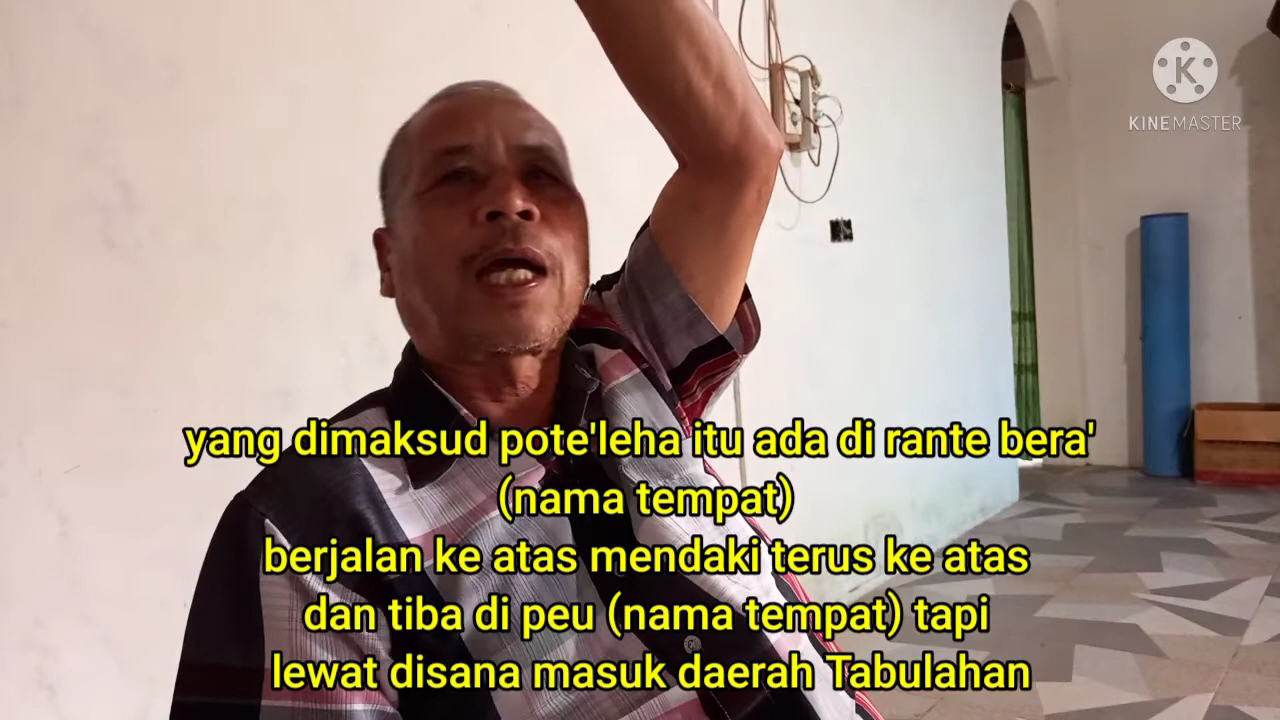 KINEMASTER
yang dimaksud pote'leha itu ada di rante bera'
(nama tempat)
berjalan ke atas mendaki terus ke atas
dan tiba di peu (nama tempat) tapi
lewat disana masuk daerah Tabulahan